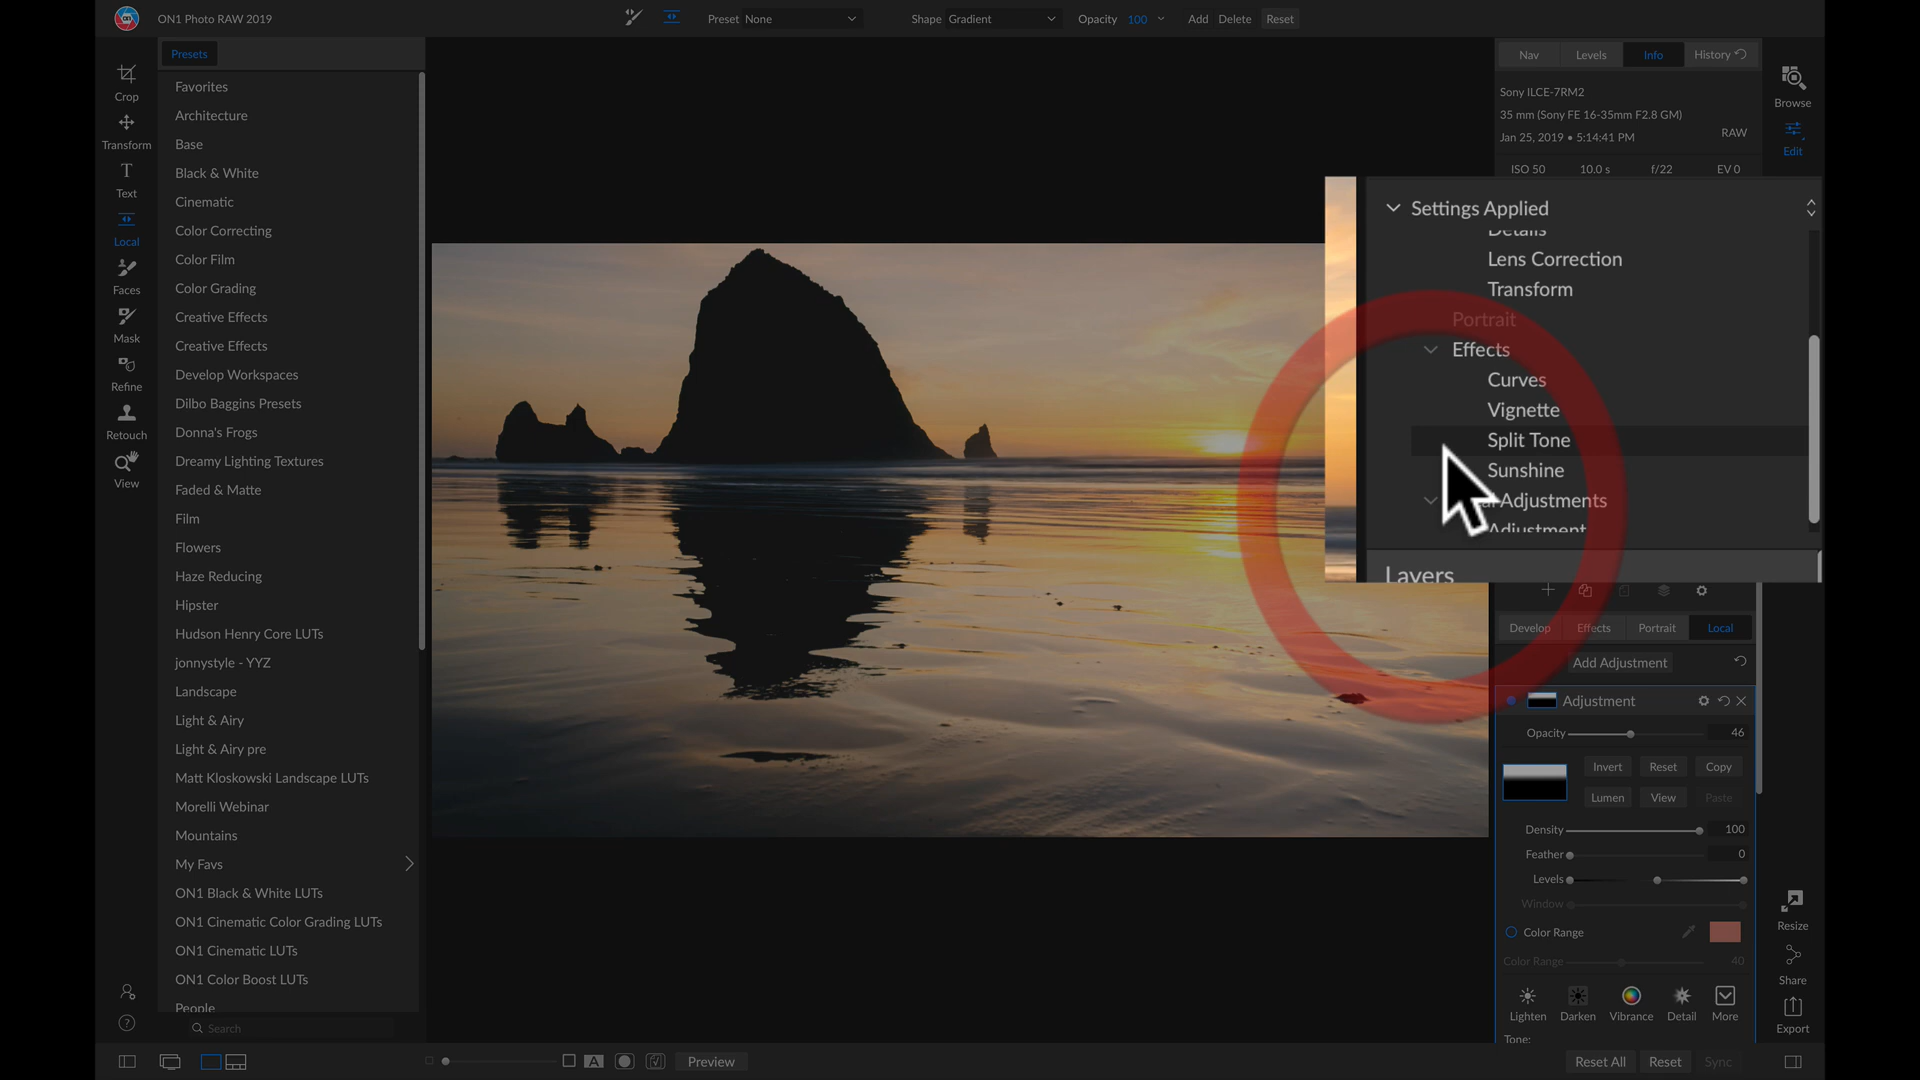 ON1 Photo RAW 2019
Preset None
Shape Gradient
Opacity 100
Add Delete Reset
Crop
Transform
Text
Local
Faces
Mask
Refine
Retouch
View
Presets
Favorites
Architecture
Base
Black & White
Cinematic
Color Correcting
Color Film
Color Grading
Creative Effects
Creative Effects
Develop Workspaces
Dilbo Baggins Presets
Donna's Frogs
Dreamy Lighting Textures
Faded & Matte
Film
Flowers
Haze Reducing
Hipster
Hudson Henry Core LUTs
jonnystyle - YYZ
Landscape
Light & Airy
Light & Airy pre
Matt Kloskowski Landscape LUTs
Morelli Webinar
Mountains
My Favs
ON1 Black & White LUTs
ON1 Cinematic Color Grading LUTs
ON1 Cinematic LUTs
ON1 Color Boost LUTs
People
Search
Preview
Nav Levels Info History
Sony ILCE-7RM2
35 mm (Sony FE 16-35mm F2.8 GM)
Jan 25, 2019 • 5:14:41 PM RAW
ISO 50 10.0 s f/22 EV 0
Browse
Edit
Settings Applied
Details
Lens Correction
Transform
Portrait
Effects
Curves
Vignette
Split Tone
Sunshine
Adjustments
Adjustment
Layers
Develop Effects Portrait Local
Add Adjustment
Adjustment
Opacity 46
Invert Reset Copy
Lumen View Paste
Density 100
Feather 0
Levels
Window
Color Range
Color Range 40
Lighten Darken Vibrance Detail More
Tone:
Resize
Share
Export
Reset All Reset Sync